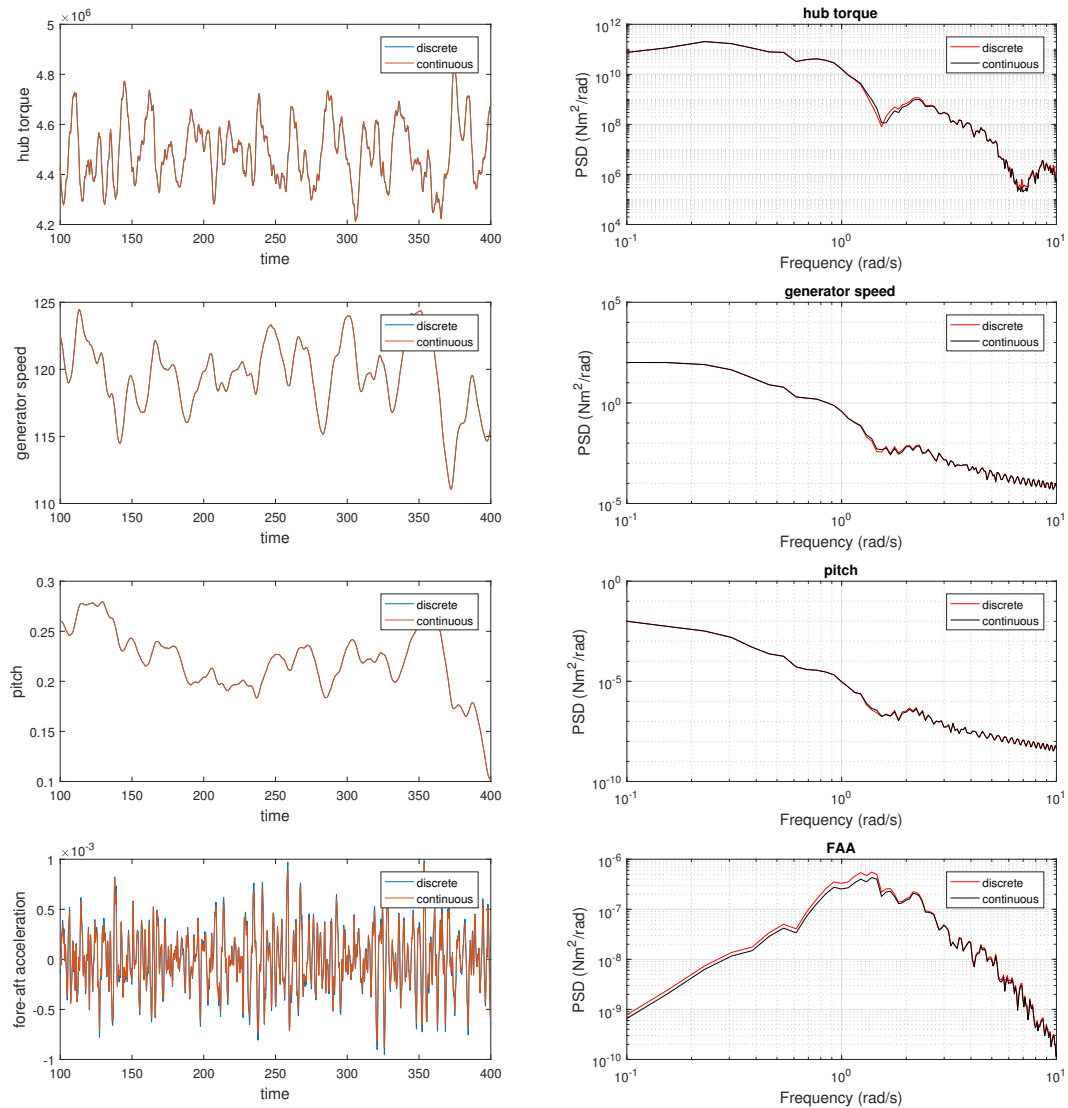 ×10^6
5
4.8
4.6
4.4
4.2
hub torque
100 150 200 250 300 350 400
time
discrete
continuous
hub torque
10^12
10^10
10^8
10^6
10^4
PSD (Nm^2/rad)
10^-1 10^0 10^1
Frequency (rad/s)
discrete
continuous
125
120
115
110
generator speed
100 150 200 250 300 350 400
time
discrete
continuous
generator speed
10^5
10^0
10^-5
PSD (Nm^2/rad)
10^-1 10^0 10^1
Frequency (rad/s)
discrete
continuous
0.3
0.25
0.2
0.15
0.1
pitch
100 150 200 250 300 350 400
time
discrete
continuous
pitch
10^0
10^-5
10^-10
PSD (Nm^2/rad)
10^-1 10^0 10^1
Frequency (rad/s)
discrete
continuous
×10^-3
1
0.5
0
-0.5
-1
fore-aft acceleration
100 150 200 250 300 350 400
time
discrete
continuous
FAA
10^-6
10^-7
10^-8
10^-9
10^-10
PSD (Nm^2/rad)
10^-1 10^0 10^1
Frequency (rad/s)
discrete
continuous